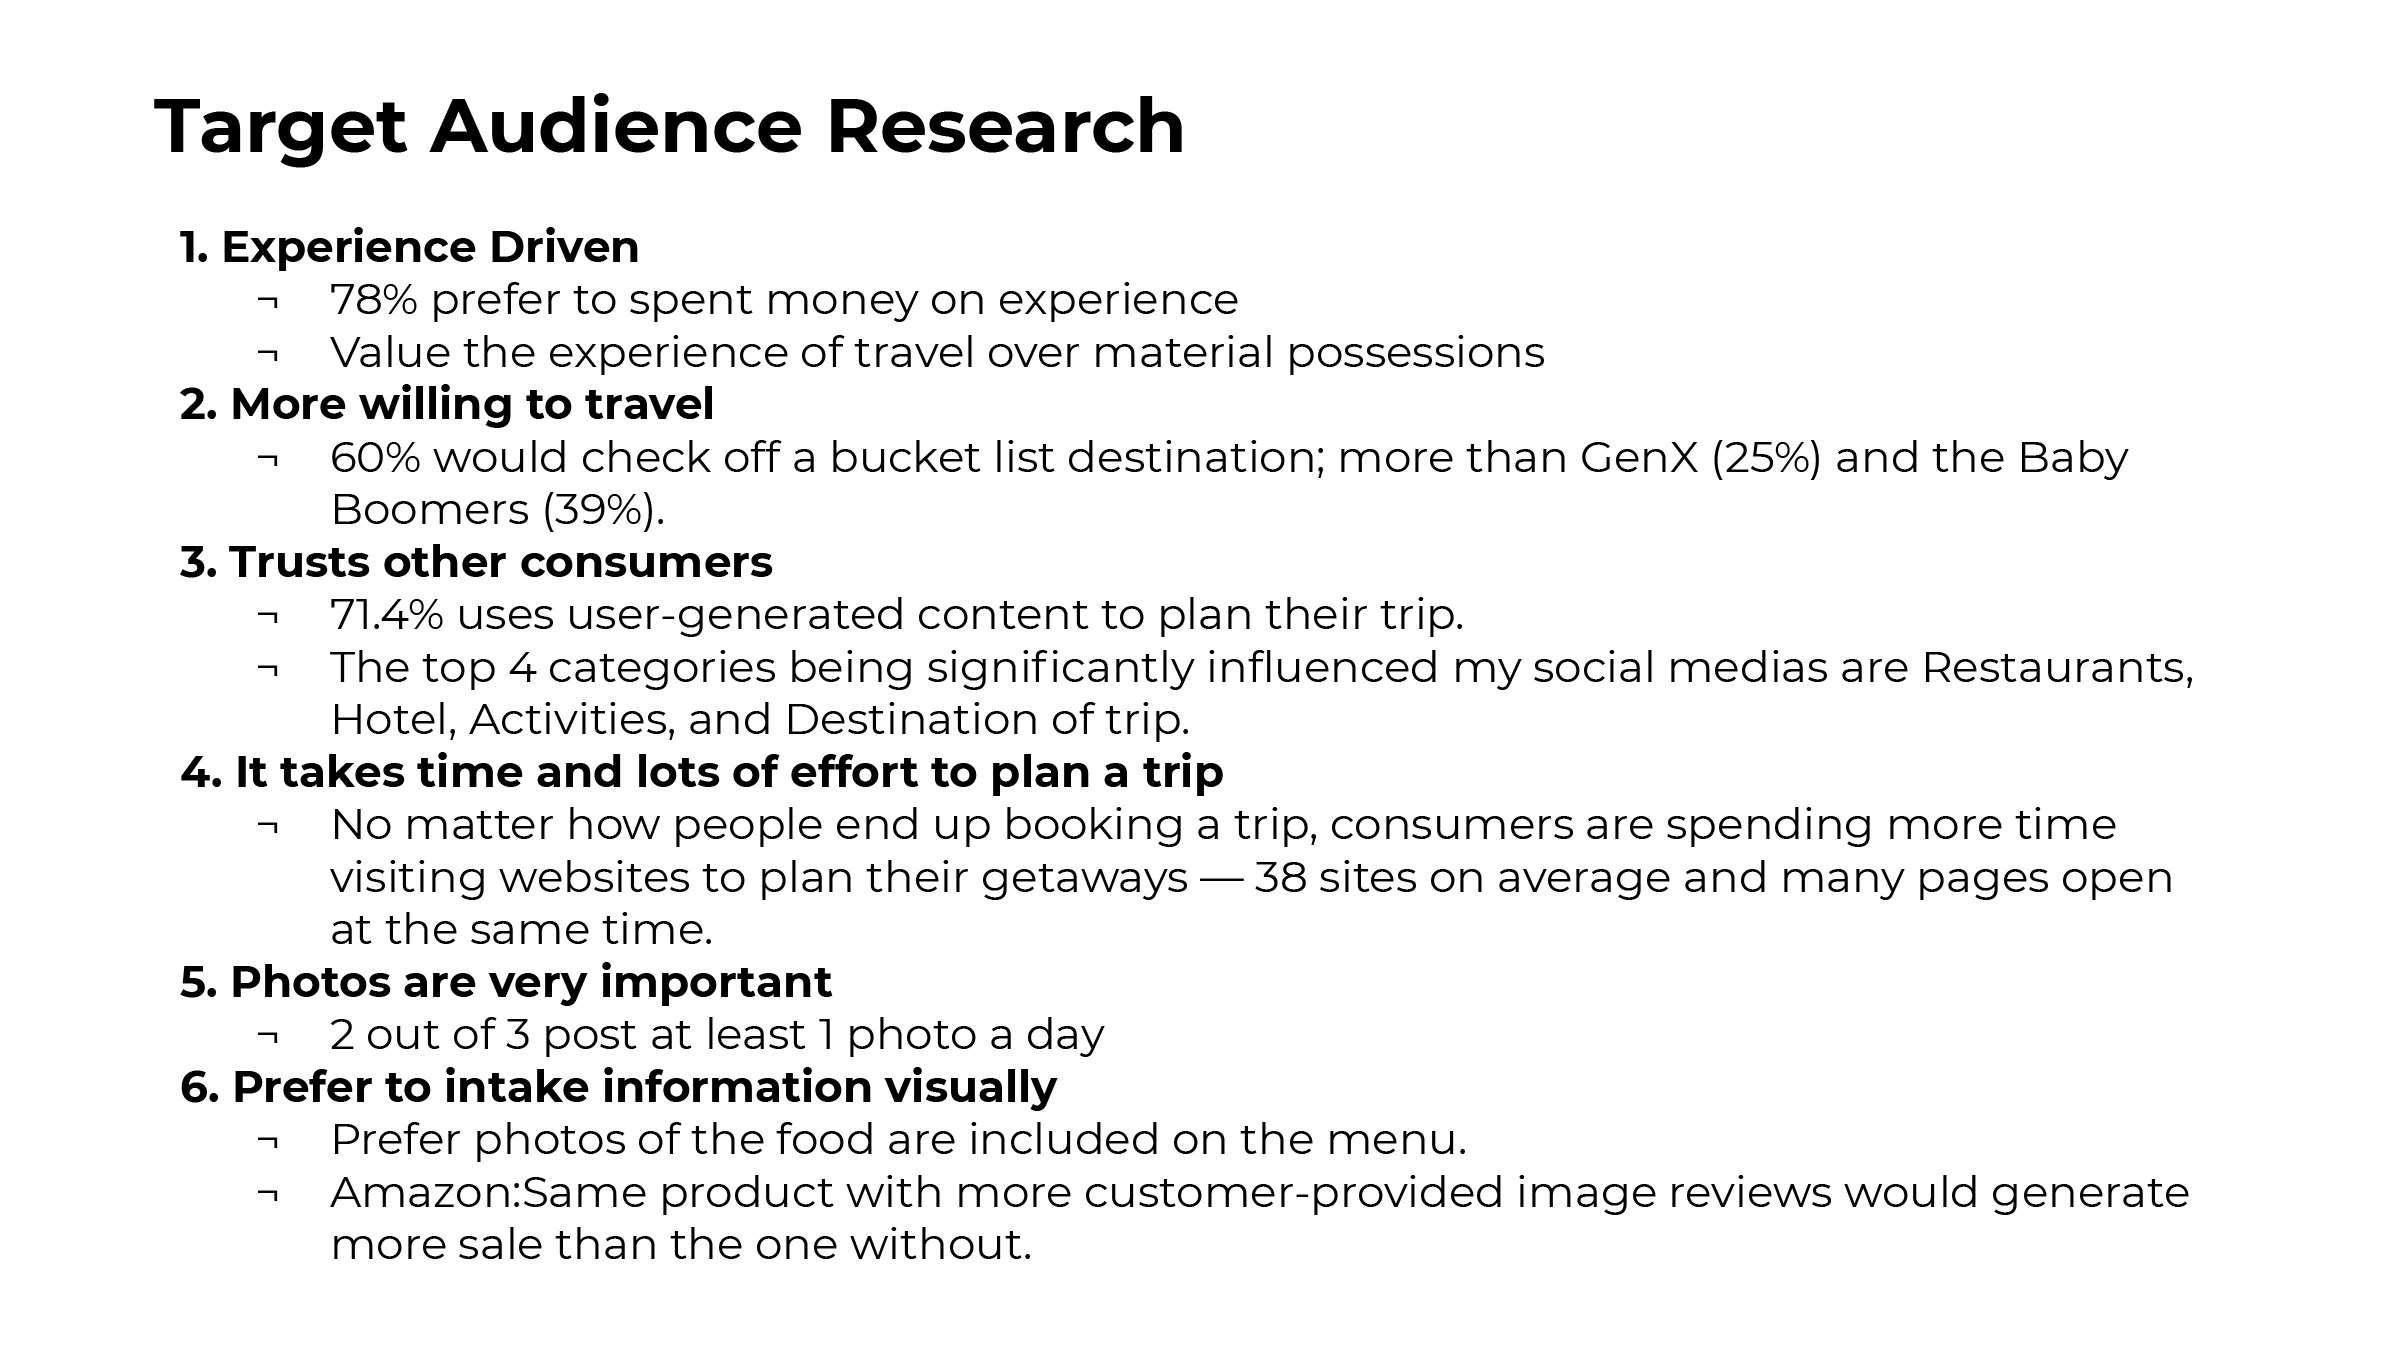 Target Audience Research
1. Experience Driven
¬ 78% prefer to spent money on experience
¬ Value the experience of travel over material possessions
2. More willing to travel
¬ 60% would check off a bucket list destination; more than GenX (25%) and the Baby
Boomers (39%).
3. Trusts other consumers
¬ 71.4% uses user-generated content to plan their trip.
¬ The top 4 categories being significantly influenced my social medias are Restaurants,
Hotel, Activities, and Destination of trip.
4. It takes time and lots of effort to plan a trip
¬ No matter how people end up booking a trip, consumers are spending more time
visiting websites to plan their getaways — 38 sites on average and many pages open
at the same time.
5. Photos are very important
¬ 2 out of 3 post at least 1 photo a day
6. Prefer to intake information visually
¬ Prefer photos of the food are included on the menu.
¬ Amazon:Same product with more customer-provided image reviews would generate
more sale than the one without.